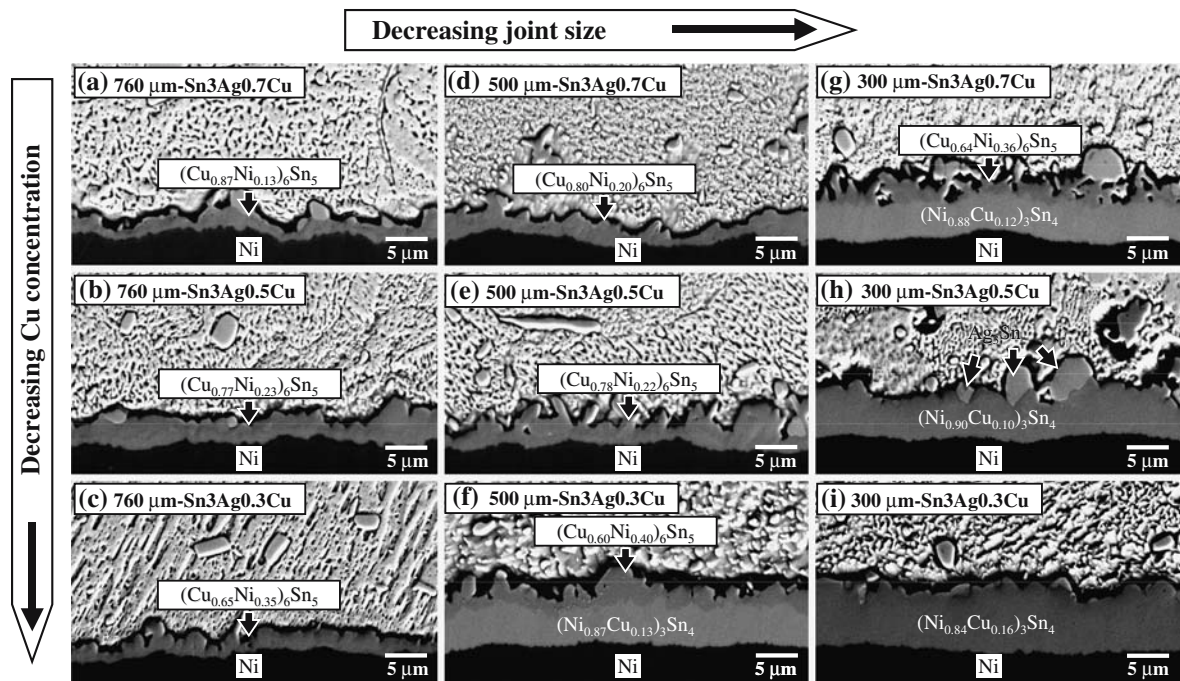 Decreasing joint size
Decreasing Cu concentration
(a) 760 μm-Sn3Ag0.7Cu
(Cu₀.₈₇Ni₀.₁₃)₆Sn₅
Ni
5 μm
(d) 500 μm-Sn3Ag0.7Cu
(Cu₀.₈₀Ni₀.₂₀)₆Sn₅
Ni
5 μm
(g) 300 μm-Sn3Ag0.7Cu
(Cu₀.₆₄Ni₀.₃₆)₆Sn₅
(Ni₀.₈₈Cu₀.₁₂)₃Sn₄
Ni
5 μm
(b) 760 μm-Sn3Ag0.5Cu
(Cu₀.₇₇Ni₀.₂₃)₆Sn₅
Ni
5 μm
(e) 500 μm-Sn3Ag0.5Cu
(Cu₀.₇₈Ni₀.₂₂)₆Sn₅
Ni
5 μm
(h) 300 μm-Sn3Ag0.5Cu
Ag₃Sn
(Ni₀.₉₀Cu₀.₁₀)₃Sn₄
Ni
5 μm
(c) 760 μm-Sn3Ag0.3Cu
(Cu₀.₆₅Ni₀.₃₅)₆Sn₅
Ni
5 μm
(f) 500 μm-Sn3Ag0.3Cu
(Cu₀.₆₀Ni₀.₄₀)₆Sn₅
(Ni₀.₈₇Cu₀.₁₃)₃Sn₄
Ni
5 μm
(i) 300 μm-Sn3Ag0.3Cu
(Ni₀.₈₄Cu₀.₁₆)₃Sn₄
Ni
5 μm